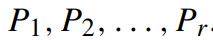 P₁, P₂, . . . , Pᵣ.